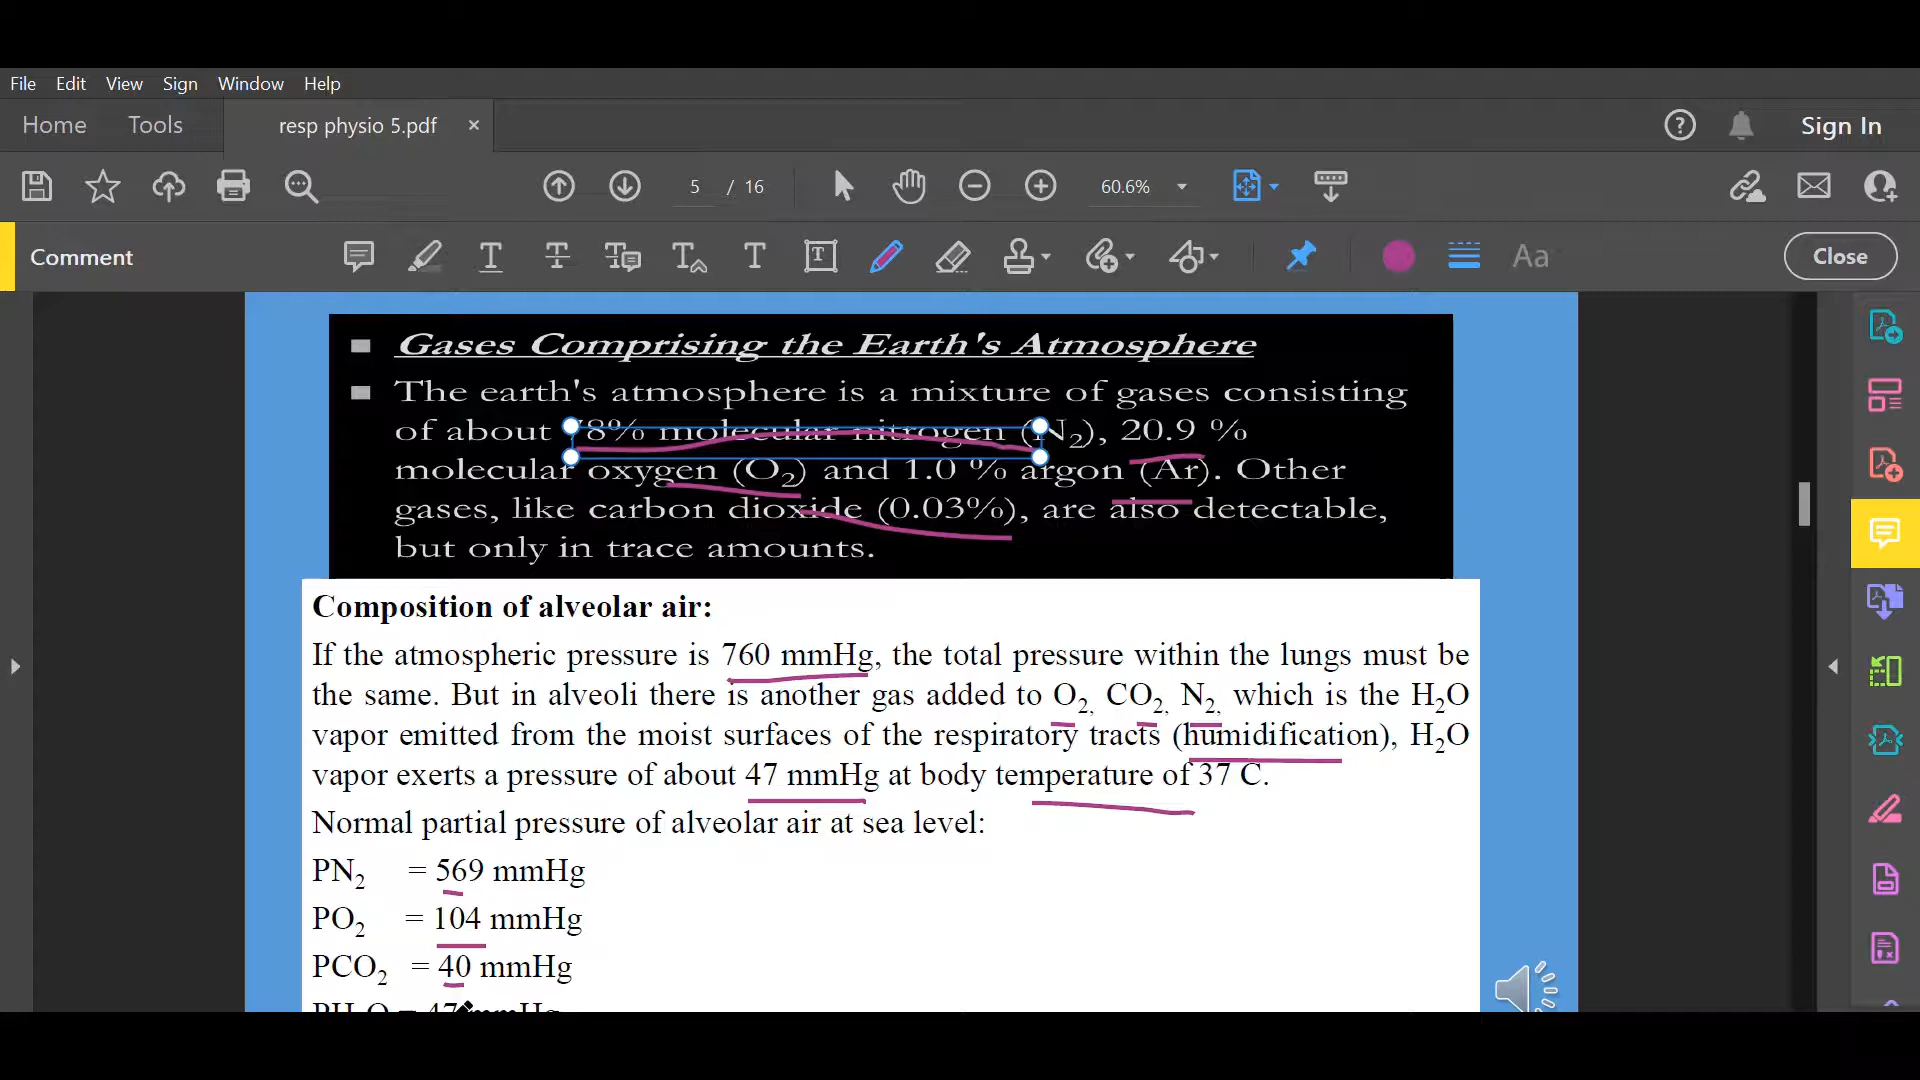 File Edit View Sign Window Help
Home Tools resp physio 5.pdf × Sign In
5 / 16 60.6%
Comment Aa Close
Gases Comprising the Earth's Atmosphere
The earth's atmosphere is a mixture of gases consisting
of about 78% molecular nitrogen (N2), 20.9 %
molecular oxygen (O2) and 1.0 % argon (Ar). Other
gases, like carbon dioxide (0.03%), are also detectable,
but only in trace amounts.
Composition of alveolar air:
If the atmospheric pressure is 760 mmHg, the total pressure within the lungs must be
the same. But in alveoli there is another gas added to O2, CO2, N2, which is the H2O
vapor emitted from the moist surfaces of the respiratory tracts (humidification), H2O
vapor exerts a pressure of about 47 mmHg at body temperature of 37 C.
Normal partial pressure of alveolar air at sea level:
PN2 = 569 mmHg
PO2 = 104 mmHg
PCO2 = 40 mmHg
PH2O = 47 mmHg